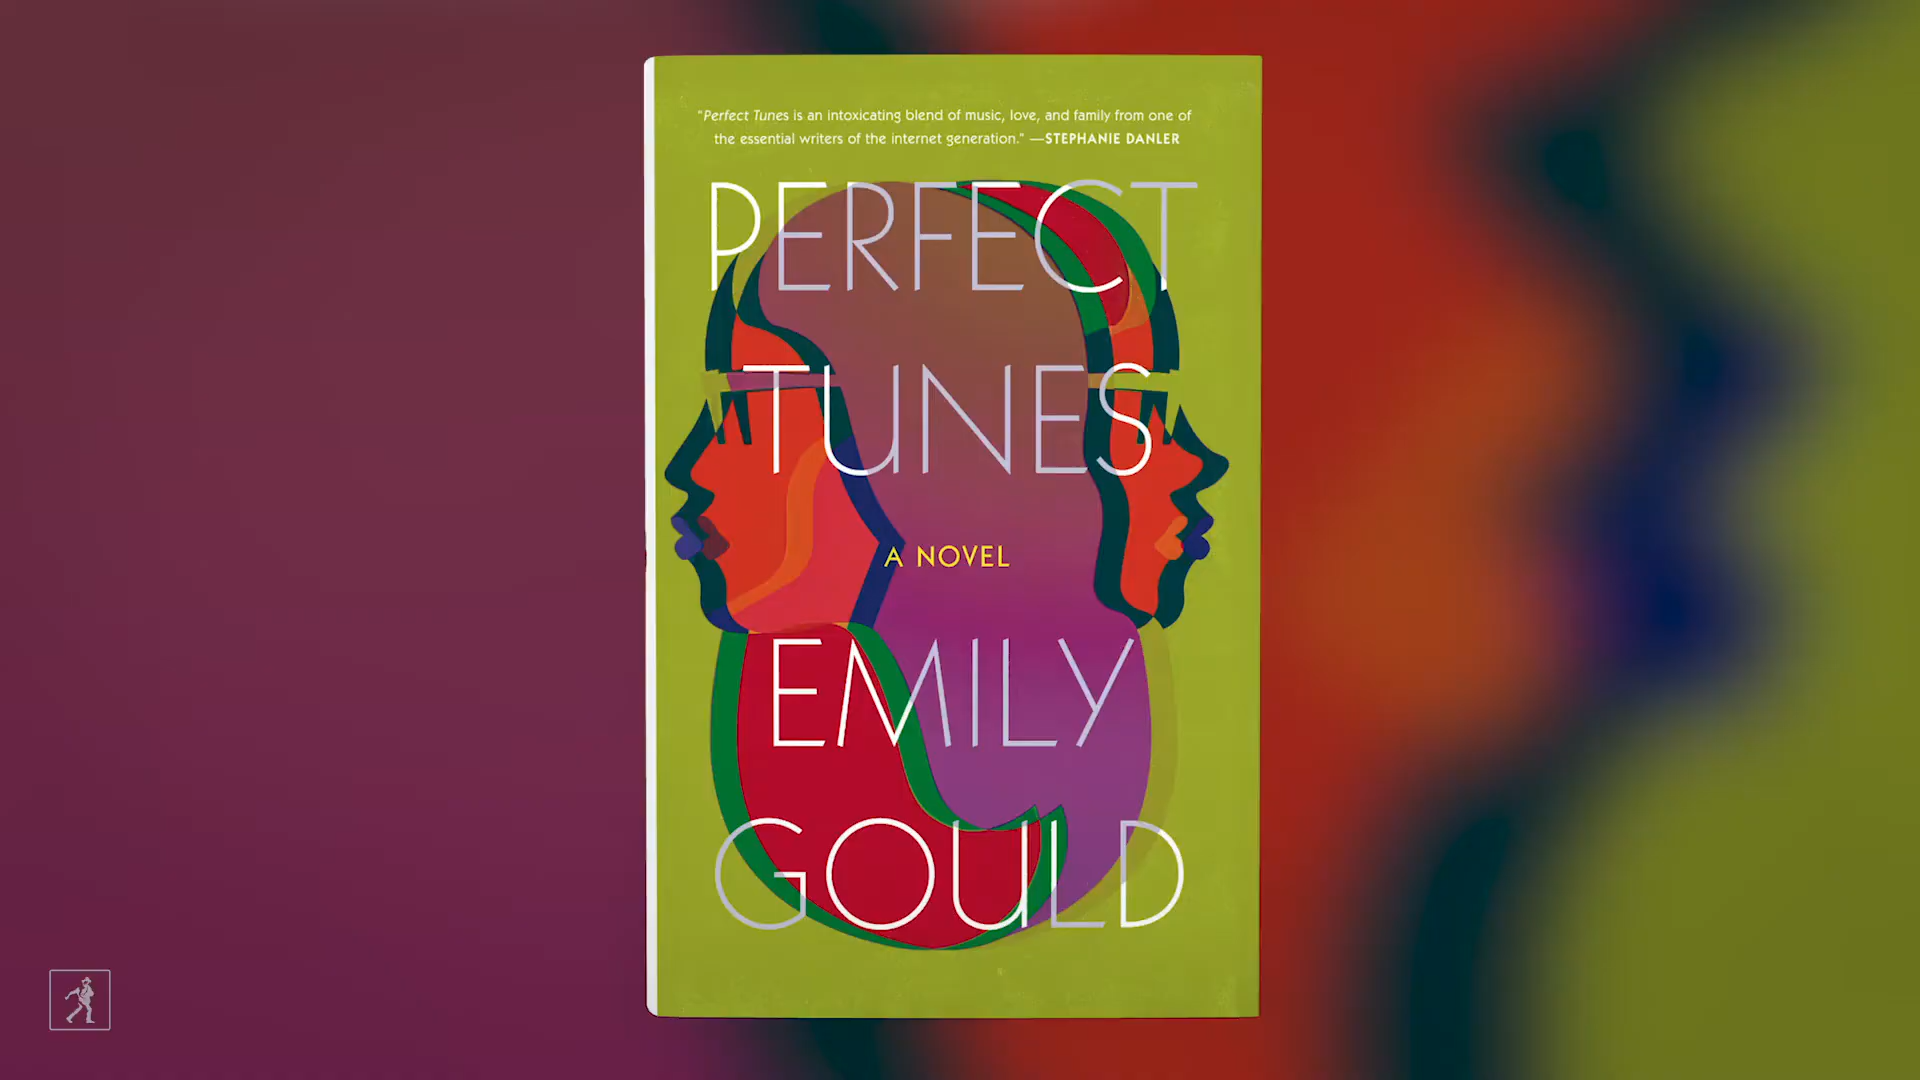 "Perfect Tunes is an intoxicating blend of music, love, and family from one of
the essential writers of the internet generation." —STEPHANIE DANLER
PERFECT
TUNES
A NOVEL
EMILY
GOULD